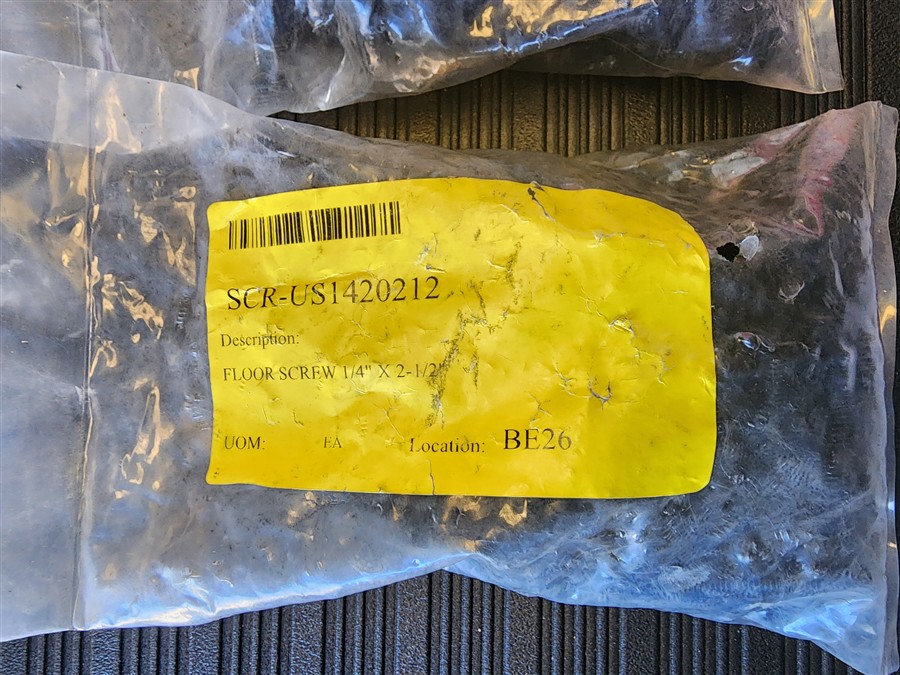 SCR-US1420212
Description:
FLOOR SCREW 1/4" X 2-1/2"
UOM: EA Location: BE26